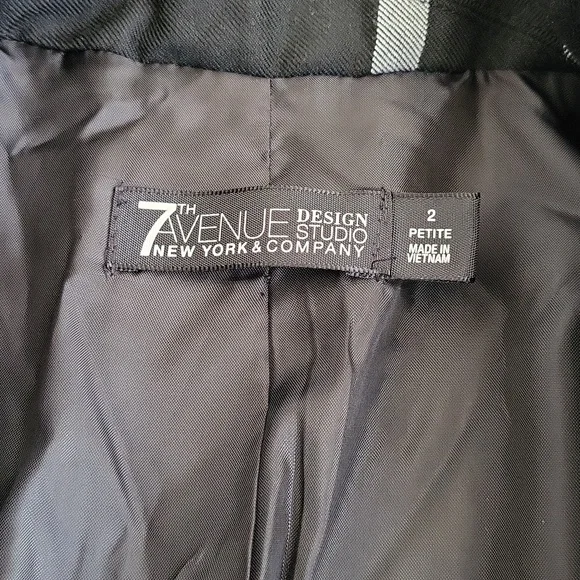 7TH AVENUE DESIGN STUDIO
NEW YORK & COMPANY
2
PETITE
MADE IN
VIETNAM